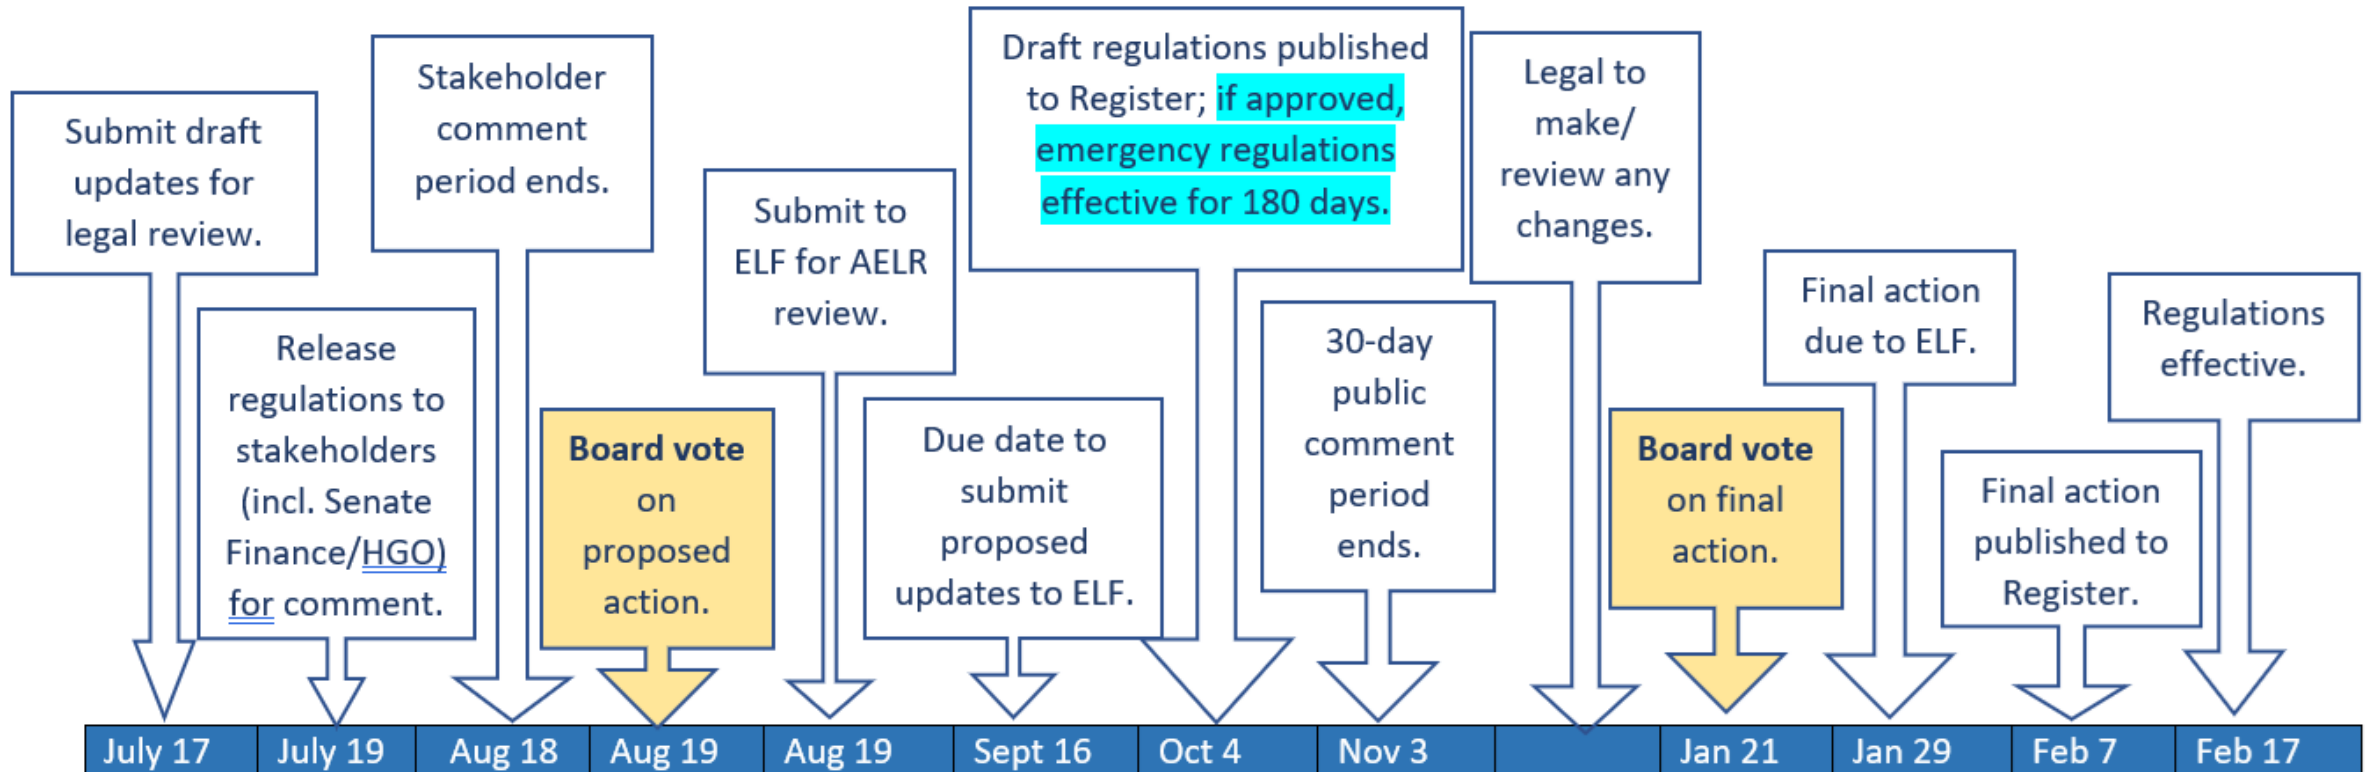 Submit draft
updates for
legal review.
Release
regulations to
stakeholders
(incl. Senate
Finance/HGO)
for comment.
Stakeholder
comment
period ends.
Board vote
on
proposed
action.
Submit to
ELF for AELR
review.
Due date to
submit
proposed
updates to ELF.
Draft regulations published
to Register; if approved,
emergency regulations
effective for 180 days.
30-day
public
comment
period
ends.
Legal to
make/
review any
changes.
Board vote
on final
action.
Final action
due to ELF.
Final action
published to
Register.
Regulations
effective.
July 17
July 19
Aug 18
Aug 19
Aug 19
Sept 16
Oct 4
Nov 3
Jan 21
Jan 29
Feb 7
Feb 17